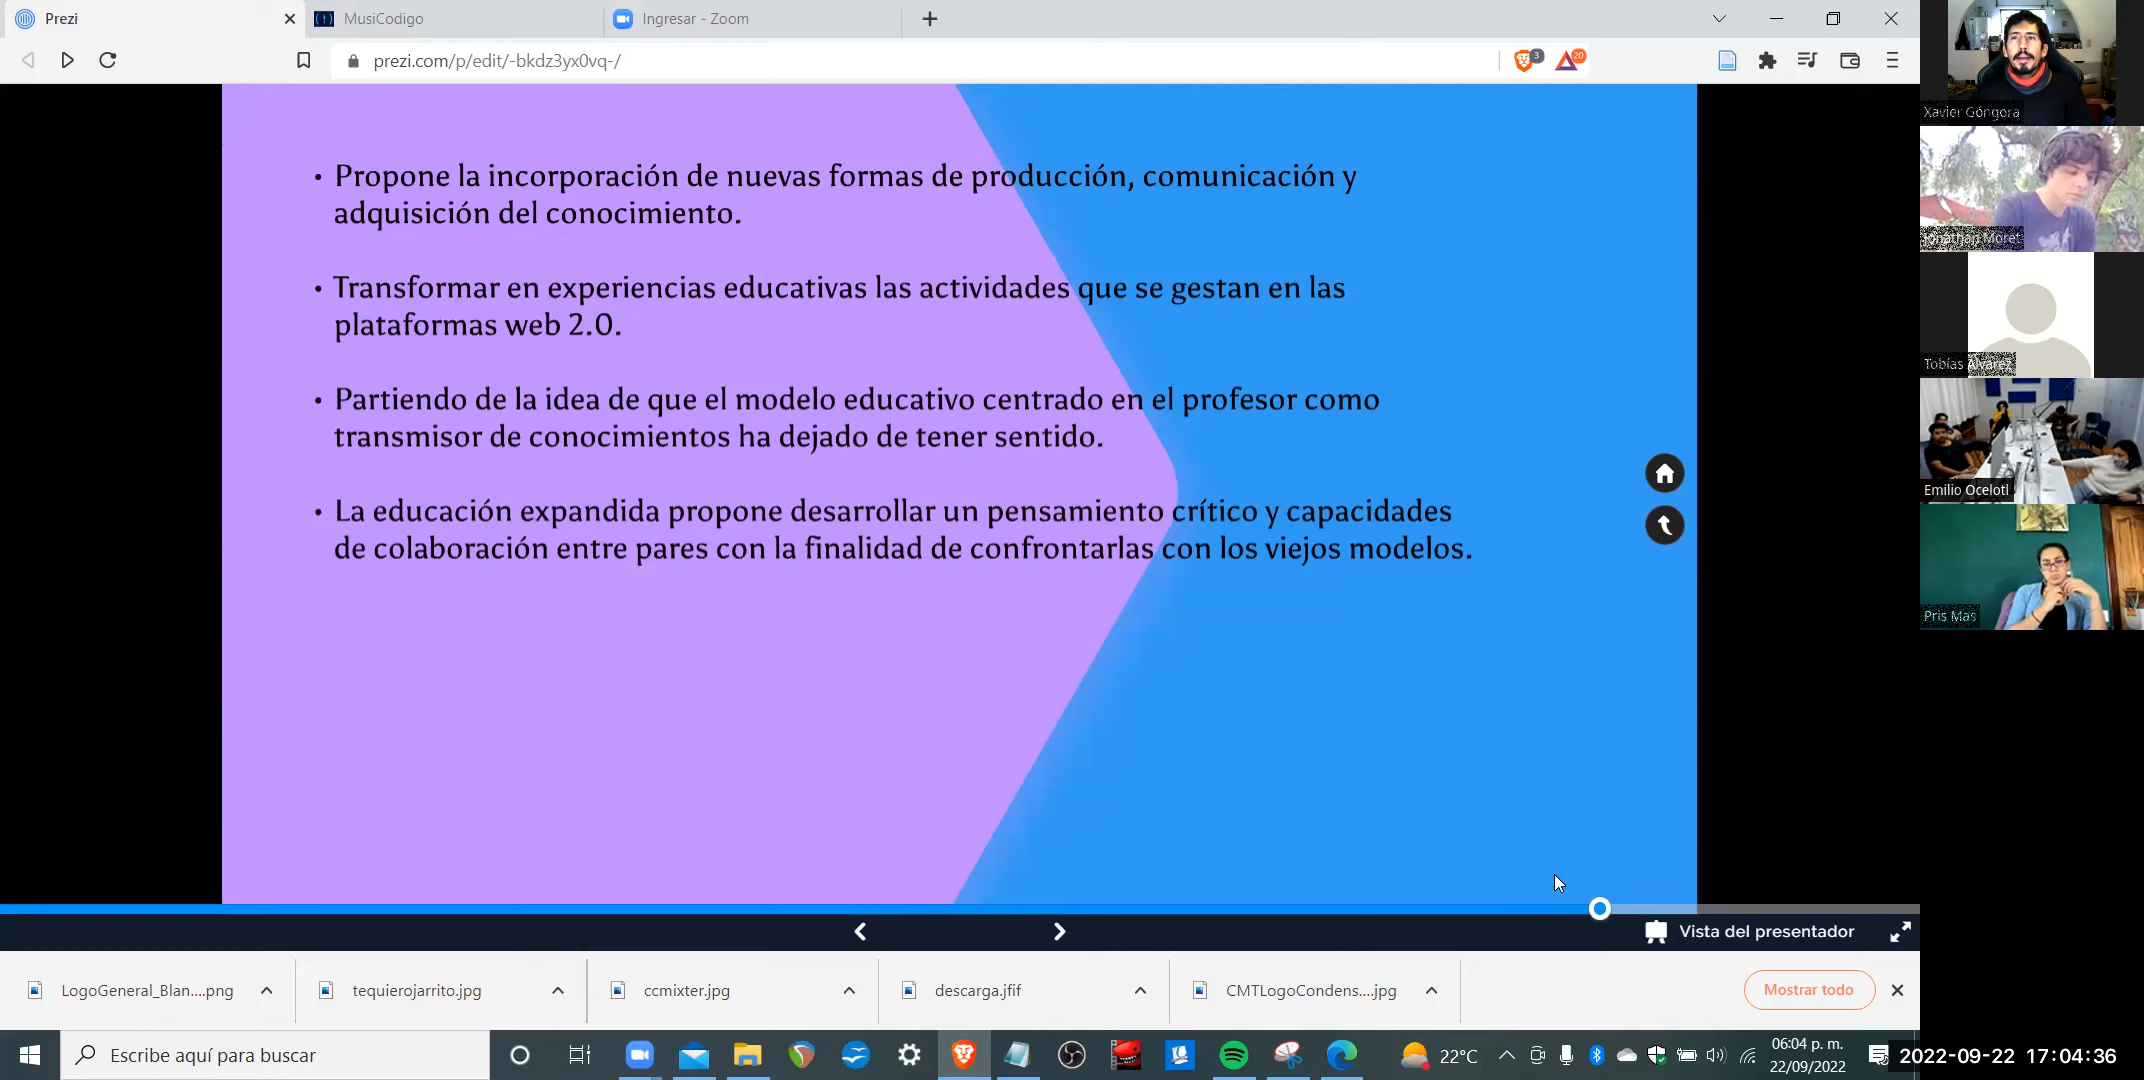 Prezi
MusiCodigo
Ingresar - Zoom
prezi.com/p/edit/-bkdz3yx0vq-/
3
20
• Propone la incorporación de nuevas formas de producción, comunicación y
adquisición del conocimiento.
• Transformar en experiencias educativas las actividades que se gestan en las
plataformas web 2.0.
• Partiendo de la idea de que el modelo educativo centrado en el profesor como
transmisor de conocimientos ha dejado de tener sentido.
• La educación expandida propone desarrollar un pensamiento crítico y capacidades
de colaboración entre pares con la finalidad de confrontarlas con los viejos modelos.
Xavier Góngora
Jonathan Moret
Tobías Álvarez
Emilio Ocelotl
Pris Mas
Vista del presentador
LogoGeneral_Blan....png
tequierojarrito.jpg
ccmixter.jpg
descarga.jfif
CMTLogoCondens....jpg
Mostrar todo
Escribe aquí para buscar
22°C
06:04 p. m.
22/09/2022
2022-09-22 17:04:36